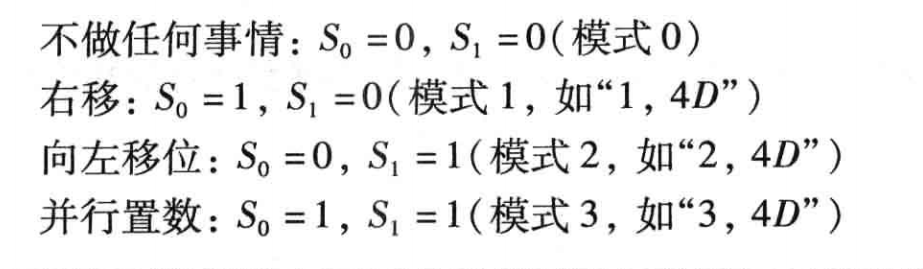 不做任何事情：S₀ =0，S₁ =0(模式 0)
右移：S₀ =1，S₁ =0(模式 1，如“1，4D”)
向左移位：S₀ =0，S₁ =1(模式 2，如“2，4D”)
并行置数：S₀ =1，S₁ =1(模式 3，如“3，4D”)